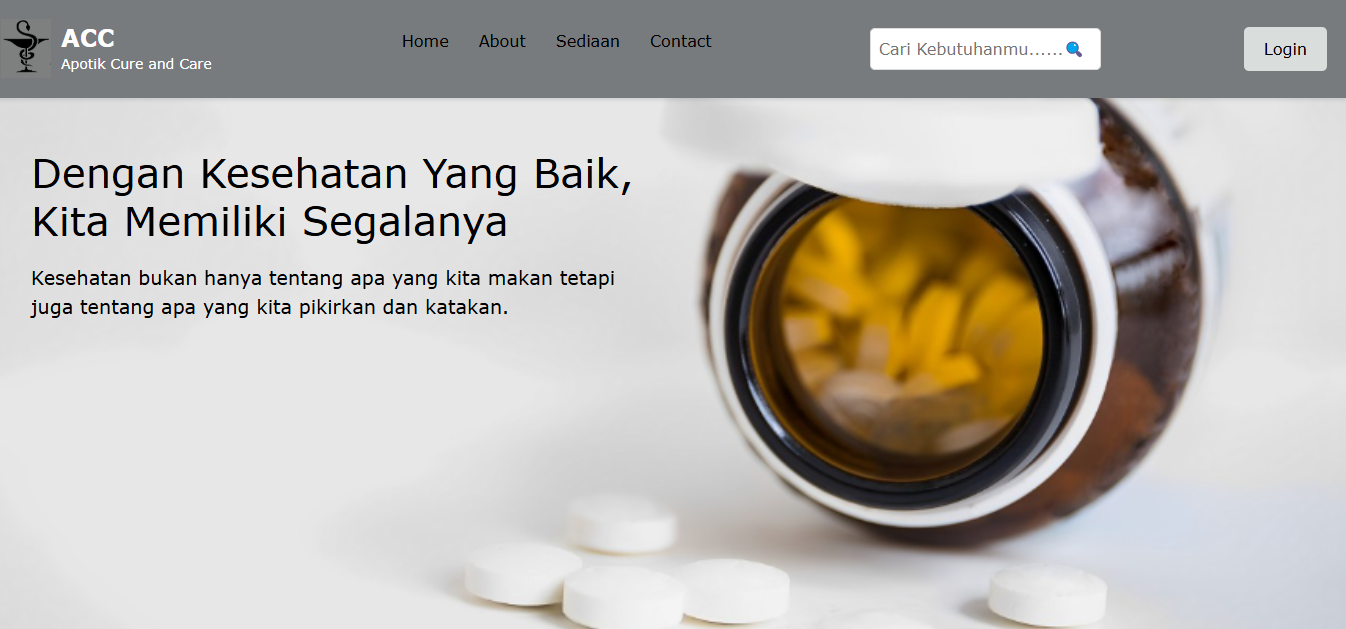 ACC
Apotik Cure and Care
Home About Sediaan Contact
Cari Kebutuhanmu......🔍
Login
Dengan Kesehatan Yang Baik,
Kita Memiliki Segalanya
Kesehatan bukan hanya tentang apa yang kita makan tetapi
juga tentang apa yang kita pikirkan dan katakan.